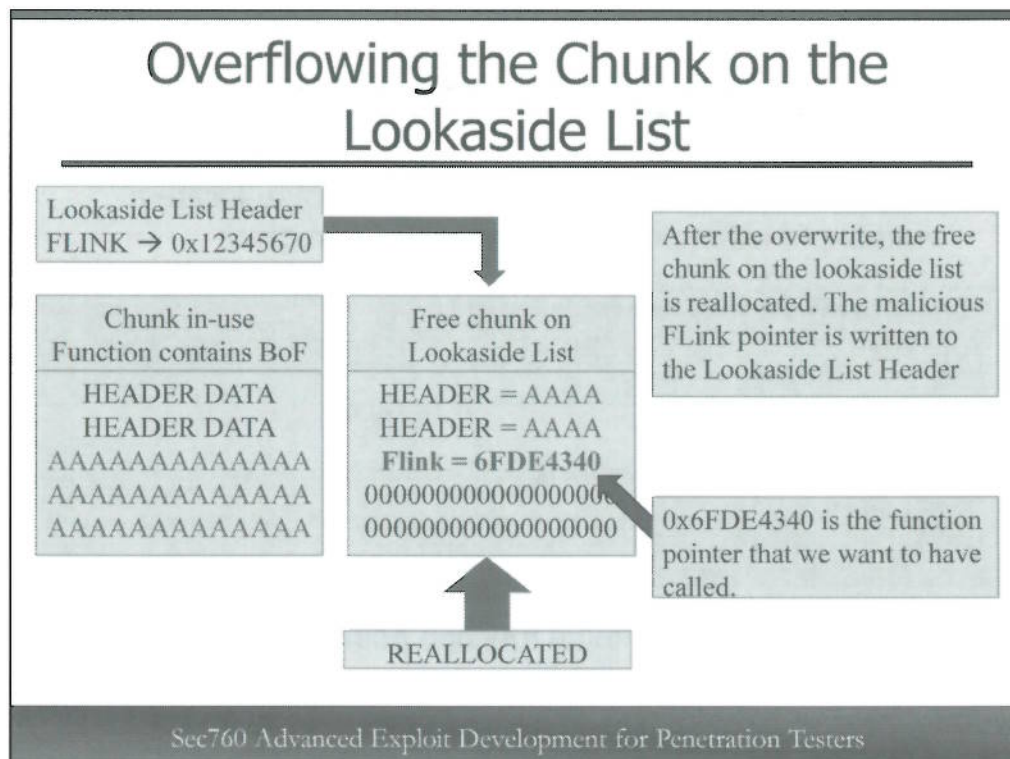 Overflowing the Chunk on the
Lookaside List
Lookaside List Header
FLINK → 0x12345670
Chunk in-use
Function contains BoF
HEADER DATA
HEADER DATA
AAAAAAAAAAAAA
AAAAAAAAAAAAA
AAAAAAAAAAAAA
Free chunk on
Lookaside List
HEADER = AAAA
HEADER = AAAA
Flink = 6FDE4340
000000000000000000
000000000000000000
REALLOCATED
After the overwrite, the free
chunk on the lookaside list
is reallocated. The malicious
FLink pointer is written to
the Lookaside List Header
0x6FDE4340 is the function
pointer that we want to have
called.
Sec760 Advanced Exploit Development for Penetration Testers